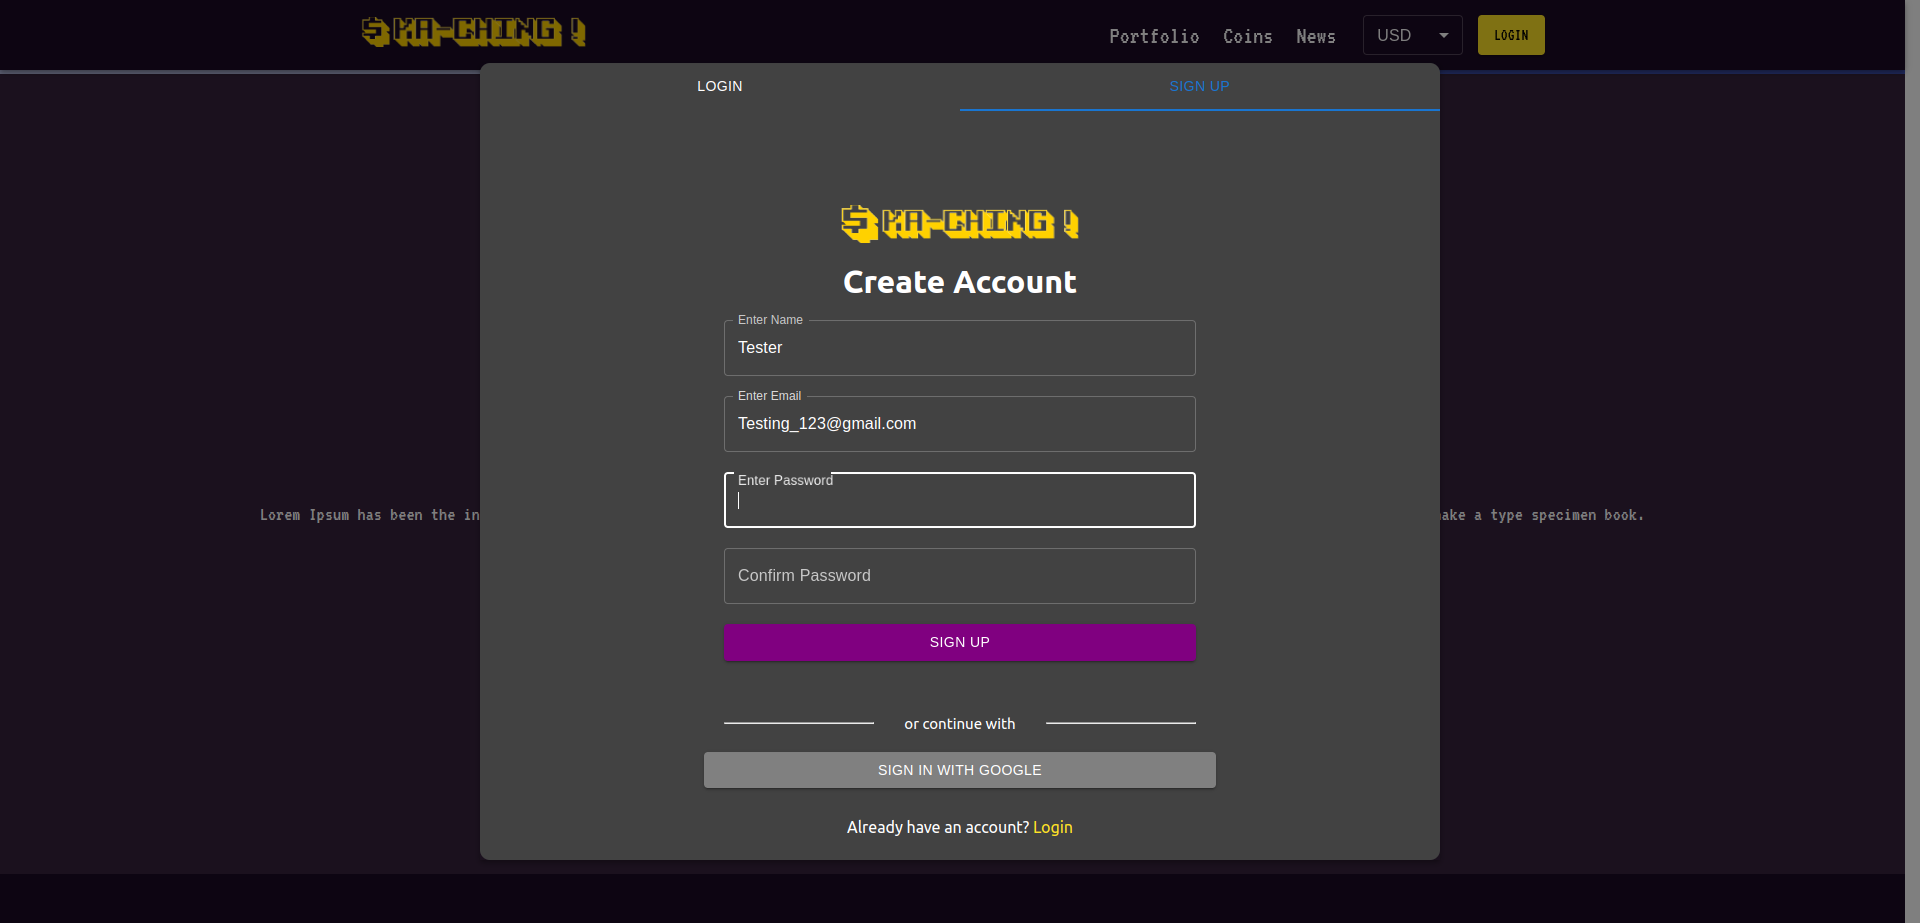 $ KA-CHING !
Portfolio Coins News USD LOGIN
LOGIN SIGN UP
$ KA-CHING !
Create Account
Enter Name
Tester
Enter Email
Testing_123@gmail.com
Enter Password
Lorem Ipsum has been the in ake a type specimen book.
Confirm Password
SIGN UP
or continue with
SIGN IN WITH GOOGLE
Already have an account? Login